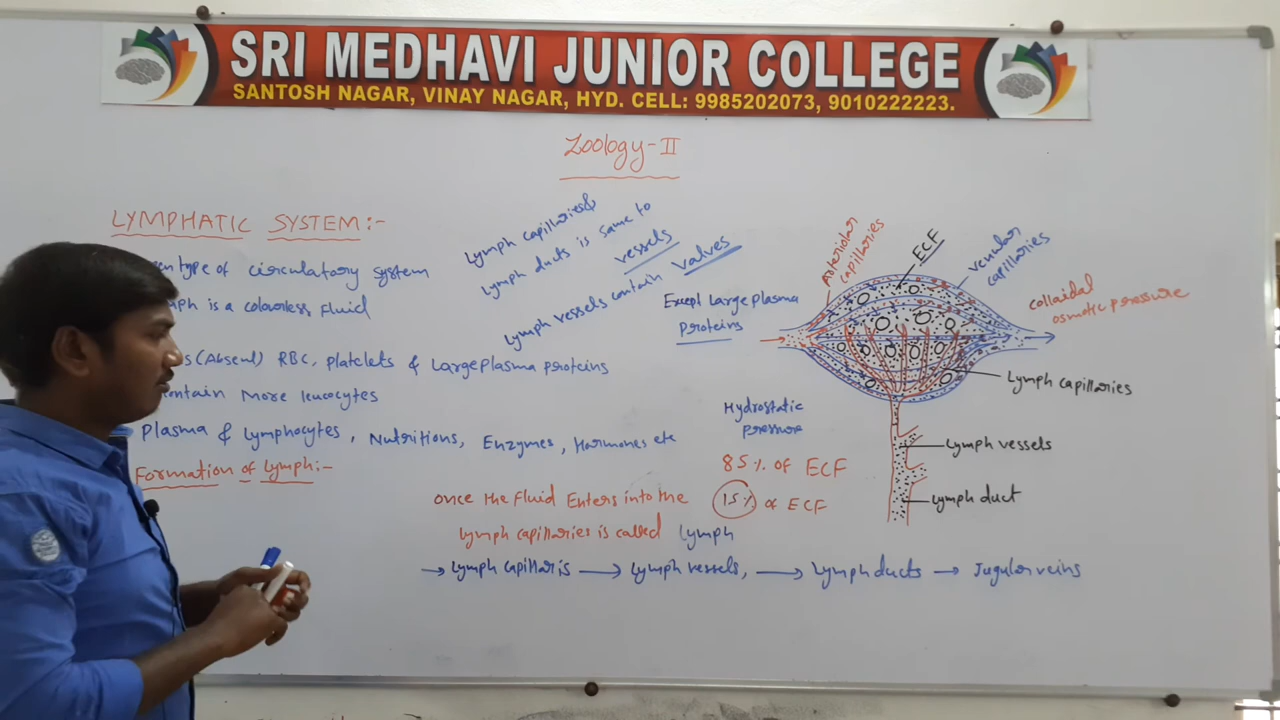 SRI MEDHAVI JUNIOR COLLEGE
SANTOSH NAGAR, VINAY NAGAR, HYD. CELL: 9985202073, 9010222223.
Zoology-II
LYMPHATIC SYSTEM:-
type of circulatory system
is a colourless Fluid
(Absent) RBC, Platelets & Large plasma proteins
contain More leucocytes
Plasma & Lymphocytes, Nutritions, Enzymes, Harmones etc
Formation of Lymph:-
Lymph capillaries &
Lymph ducts is same to
vessels
Lymph vessels contain valves
Except Large plasma
Proteins
Arteriolar
capillaries
ECF
venular
capillaries
collaidal
osmotic pressure
Lymph capillaries
Lymph vessels
Lymph duct
Hydrostatic
pressure
85% of ECF
15% of ECF
once the Fluid Enters into the
Lymph capillaries is called Lymph
→ Lymph capillaris → Lymph vessels, → Lymph ducts → Jugular veins